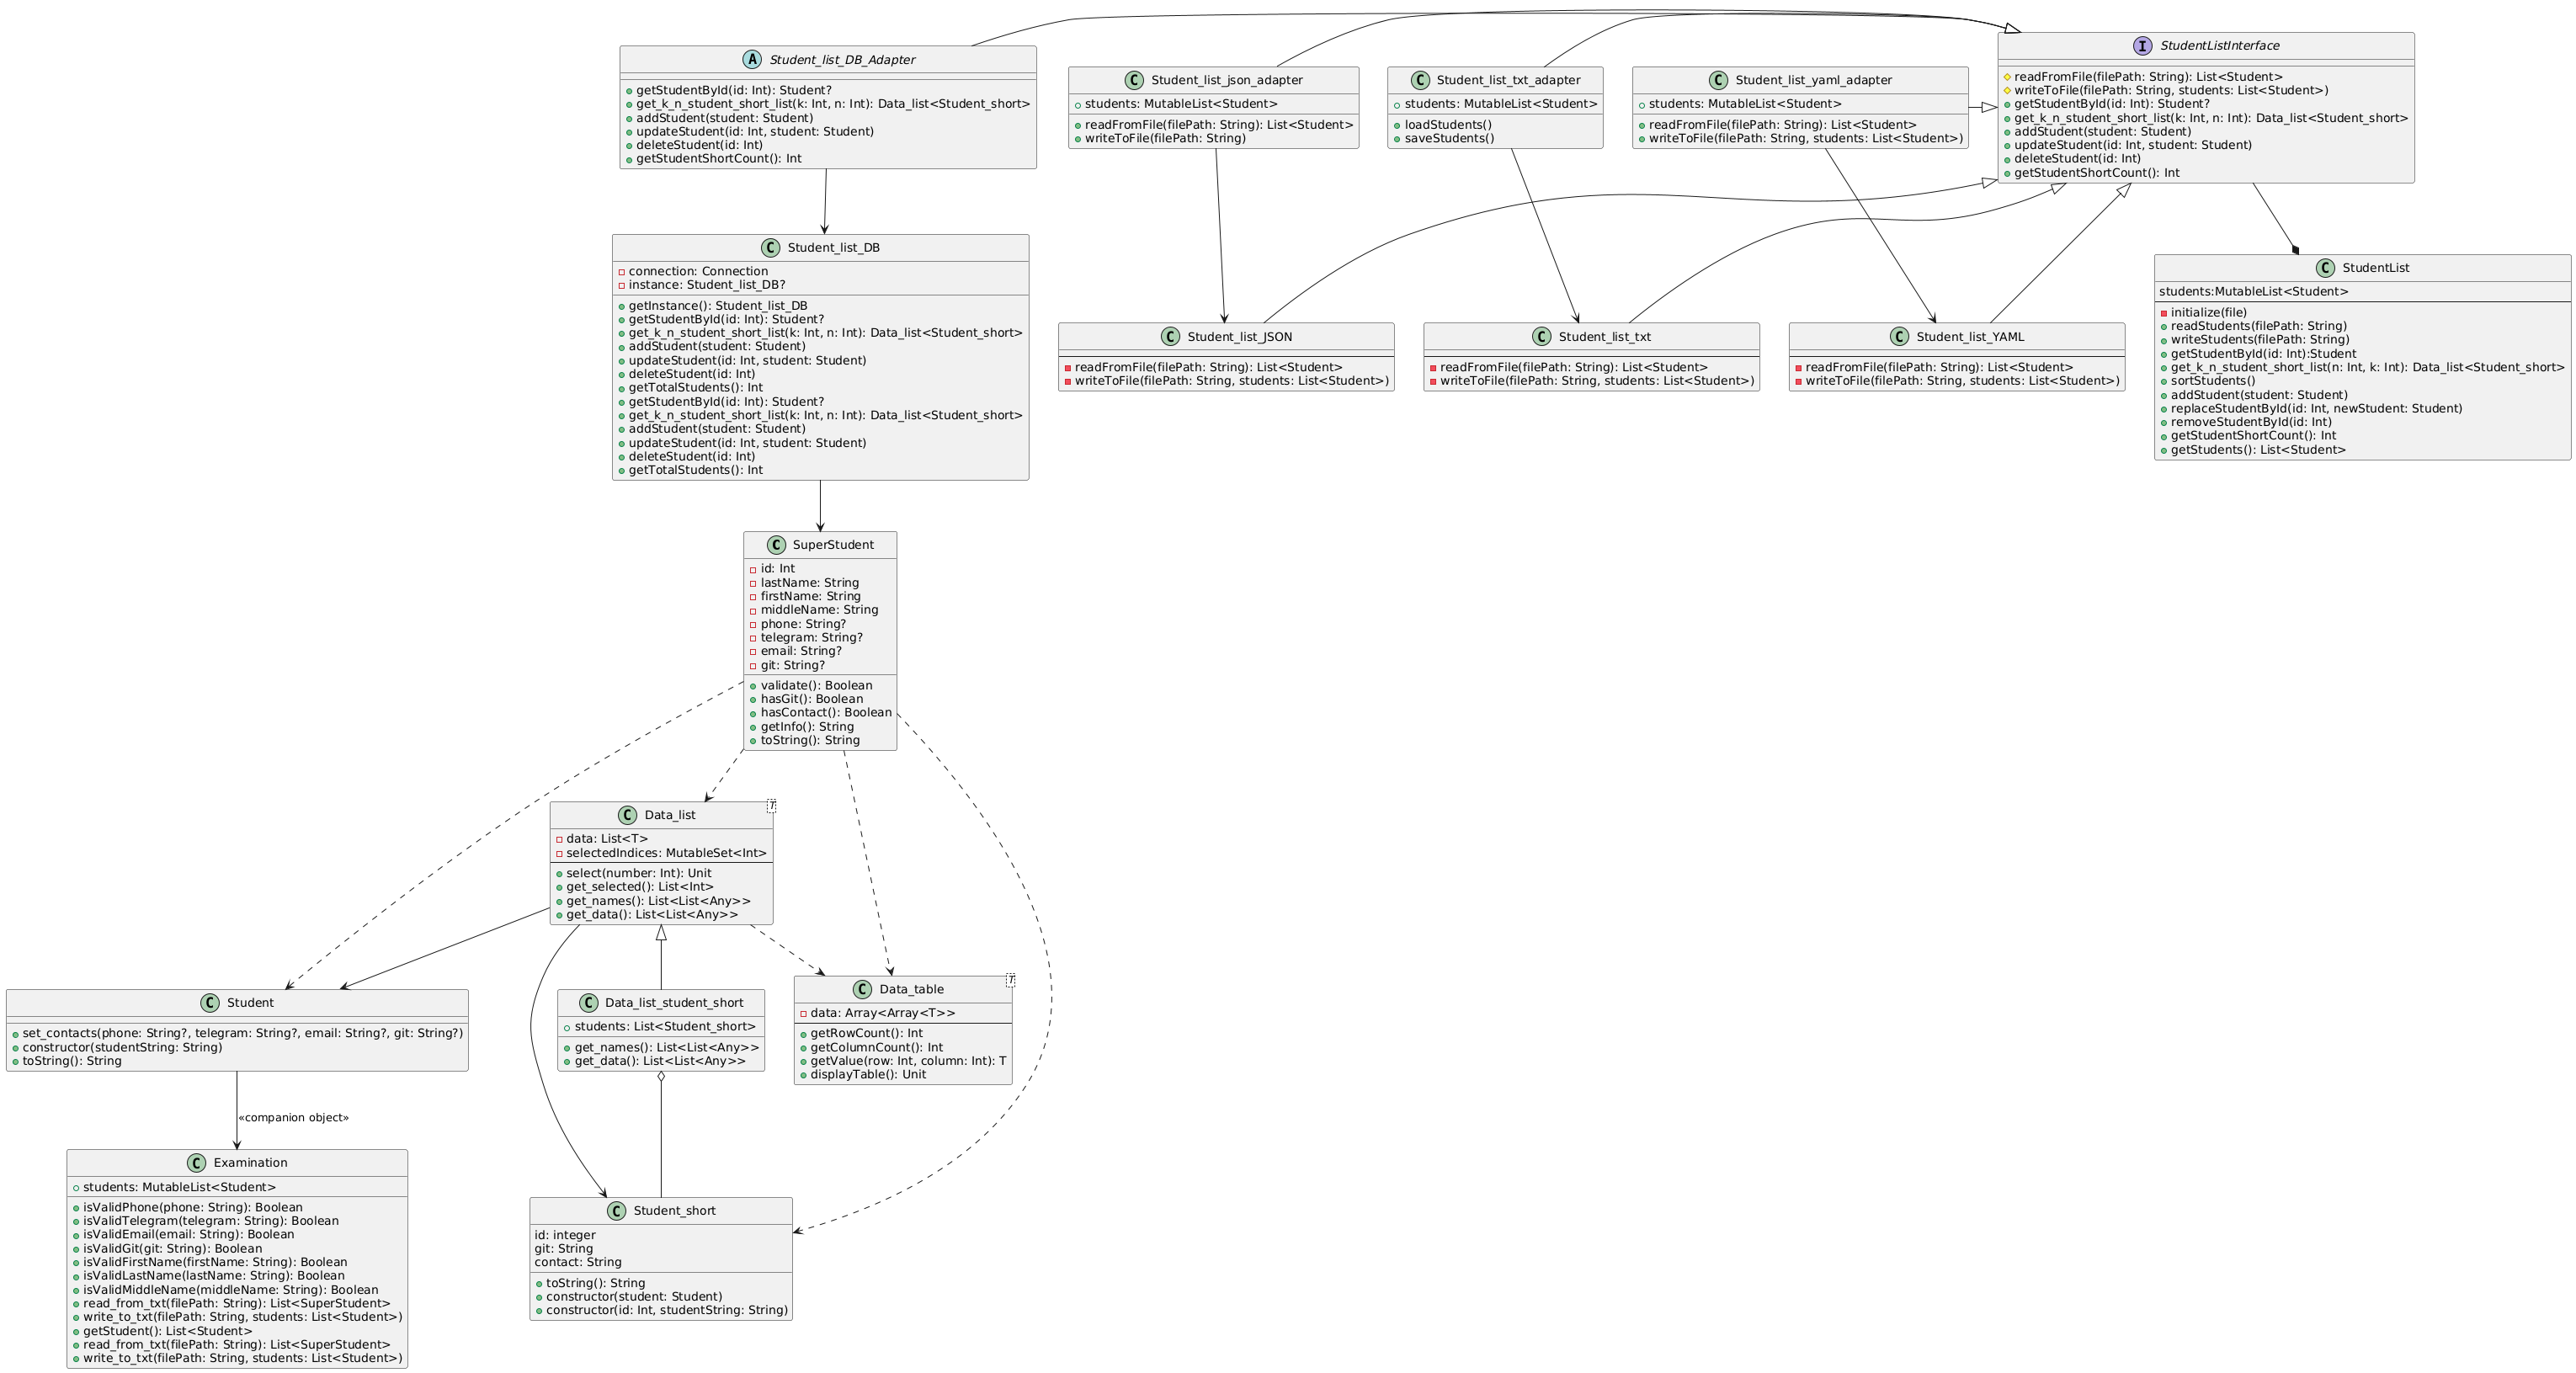 A Student_list_DB_Adapter
getStudentById(id: Int): Student?
get_k_n_student_short_list(k: Int, n: Int): Data_list<Student_short>
addStudent(student: Student)
updateStudent(id: Int, student: Student)
deleteStudent(id: Int)
getStudentShortCount(): Int
C Student_list_json_adapter
students: MutableList<Student>
readFromFile(filePath: String): List<Student>
writeToFile(filePath: String)
C Student_list_txt_adapter
students: MutableList<Student>
loadStudents()
saveStudents()
C Student_list_yaml_adapter
students: MutableList<Student>
readFromFile(filePath: String): List<Student>
writeToFile(filePath: String, students: List<Student>)
I StudentListInterface
readFromFile(filePath: String): List<Student>
writeToFile(filePath: String, students: List<Student>)
getStudentById(id: Int): Student?
get_k_n_student_short_list(k: Int, n: Int): Data_list<Student_short>
addStudent(student: Student)
updateStudent(id: Int, student: Student)
deleteStudent(id: Int)
getStudentShortCount(): Int
C Student_list_DB
connection: Connection
instance: Student_list_DB?
getInstance(): Student_list_DB
getStudentById(id: Int): Student?
get_k_n_student_short_list(k: Int, n: Int): Data_list<Student_short>
addStudent(student: Student)
updateStudent(id: Int, student: Student)
deleteStudent(id: Int)
getTotalStudents(): Int
getStudentById(id: Int): Student?
get_k_n_student_short_list(k: Int, n: Int): Data_list<Student_short>
addStudent(student: Student)
updateStudent(id: Int, student: Student)
deleteStudent(id: Int)
getTotalStudents(): Int
C Student_list_JSON
readFromFile(filePath: String): List<Student>
writeToFile(filePath: String, students: List<Student>)
C Student_list_txt
readFromFile(filePath: String): List<Student>
writeToFile(filePath: String, students: List<Student>)
C Student_list_YAML
readFromFile(filePath: String): List<Student>
writeToFile(filePath: String, students: List<Student>)
C StudentList
students:MutableList<Student>
initialize(file)
readStudents(filePath: String)
writeStudents(filePath: String)
getStudentById(id: Int):Student
get_k_n_student_short_list(n: Int, k: Int): Data_list<Student_short>
sortStudents()
addStudent(student: Student)
replaceStudentById(id: Int, newStudent: Student)
removeStudentById(id: Int)
getStudentShortCount(): Int
getStudents(): List<Student>
C SuperStudent
id: Int
lastName: String
firstName: String
middleName: String
phone: String?
telegram: String?
email: String?
git: String?
validate(): Boolean
hasGit(): Boolean
hasContact(): Boolean
getInfo(): String
toString(): String
C Data_list T
data: List<T>
selectedIndices: MutableSet<Int>
select(number: Int): Unit
get_selected(): List<Int>
get_names(): List<List<Any>>
get_data(): List<List<Any>>
C Student
set_contacts(phone: String?, telegram: String?, email: String?, git: String?)
constructor(studentString: String)
toString(): String
C Data_list_student_short
students: List<Student_short>
get_names(): List<List<Any>>
get_data(): List<List<Any>>
C Data_table T
data: Array<Array<T>>
getRowCount(): Int
getColumnCount(): Int
getValue(row: Int, column: Int): T
displayTable(): Unit
«companion object»
C Examination
students: MutableList<Student>
isValidPhone(phone: String): Boolean
isValidTelegram(telegram: String): Boolean
isValidEmail(email: String): Boolean
isValidGit(git: String): Boolean
isValidFirstName(firstName: String): Boolean
isValidLastName(lastName: String): Boolean
isValidMiddleName(middleName: String): Boolean
read_from_txt(filePath: String): List<SuperStudent>
write_to_txt(filePath: String, students: List<Student>)
getStudent(): List<Student>
read_from_txt(filePath: String): List<SuperStudent>
write_to_txt(filePath: String, students: List<Student>)
C Student_short
id: integer
git: String
contact: String
toString(): String
constructor(student: Student)
constructor(id: Int, studentString: String)